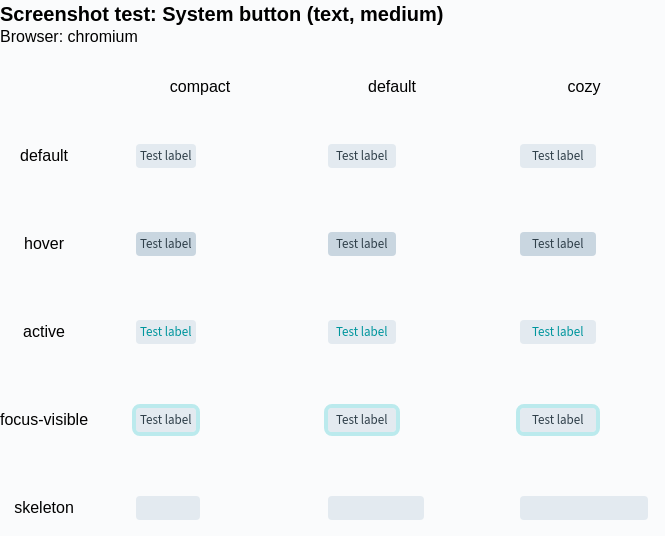 Screenshot test: System button (text, medium)
Browser: chromium
compact default cozy
default Test label Test label Test label
hover Test label Test label Test label
active Test label Test label Test label
focus-visible Test label Test label Test label
skeleton